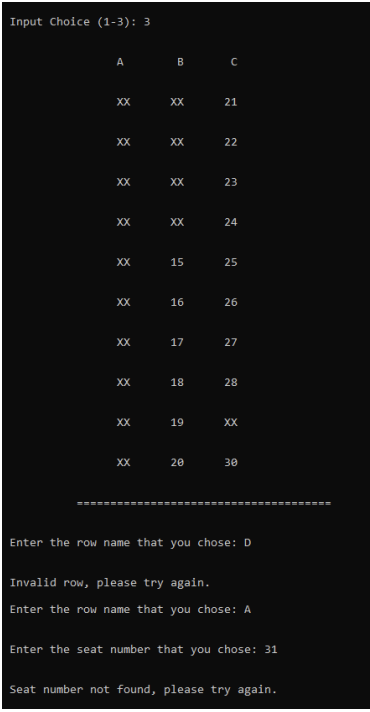 Input Choice (1-3): 3
A B C
XX XX 21
XX XX 22
XX XX 23
XX XX 24
XX 15 25
XX 16 26
XX 17 27
XX 18 28
XX 19 XX
XX 20 30
======================================
Enter the row name that you chose: D
Invalid row, please try again.
Enter the row name that you chose: A
Enter the seat number that you chose: 31
Seat number not found, please try again.